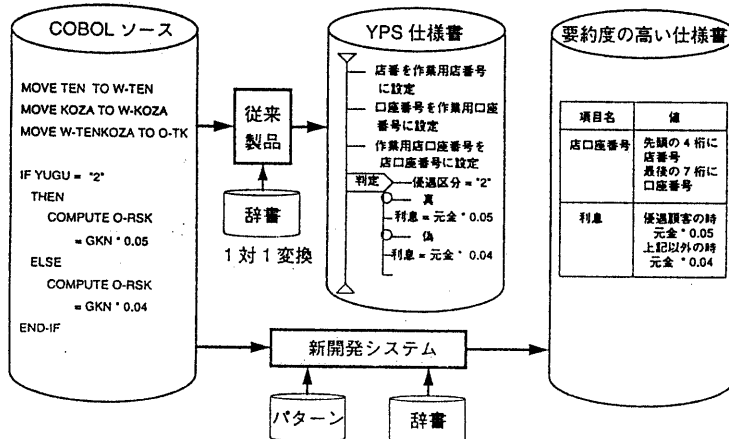 COBOL ソース
MOVE TEN TO W-TEN
MOVE KOZA TO W-KOZA
MOVE W-TENKOZA TO O-TK
IF YUGU = "2"
THEN
COMPUTE O-RSK
= GKN * 0.05
ELSE
COMPUTE O-RSK
= GKN * 0.04
END-IF
従来
製品
辞書
1 対 1 変換
YPS 仕様書
店番を作業用店番号
に設定
口座番号を作業用口座
番号に設定
作業用店口座番号を
店口座番号に設定
判定
優遇区分 = "2"
真
利息 = 元金 * 0.05
偽
利息 = 元金 * 0.04
新開発システム
パターン
辞書
要約度の高い仕様書
項目名
値
店口座番号
先頭の 4 桁に
店番号
最後の 7 桁に
口座番号
利息
優遇顧客の時
元金 * 0.05
上記以外の時
元金 * 0.04